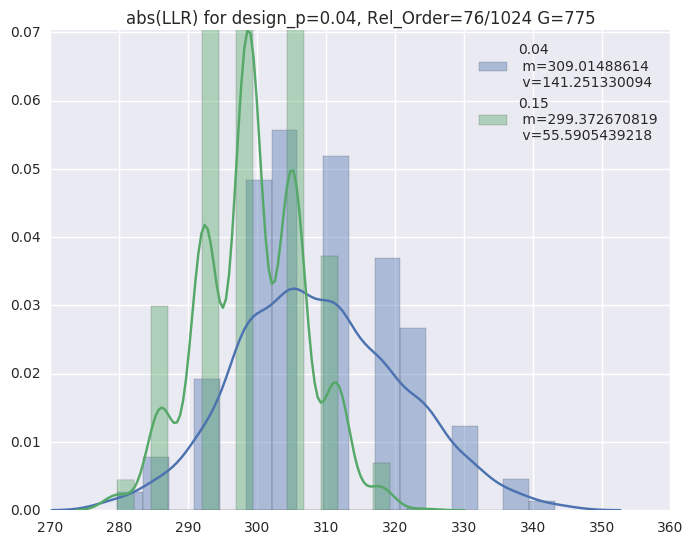 abs(LLR) for design_p=0.04, Rel_Order=76/1024 G=775
0.07
0.06
0.05
0.04
0.03
0.02
0.01
0.00
0.04
m=309.01488614
v=141.251330094
0.15
m=299.372670819
v=55.5905439218
270 280 290 300 310 320 330 340 350 360